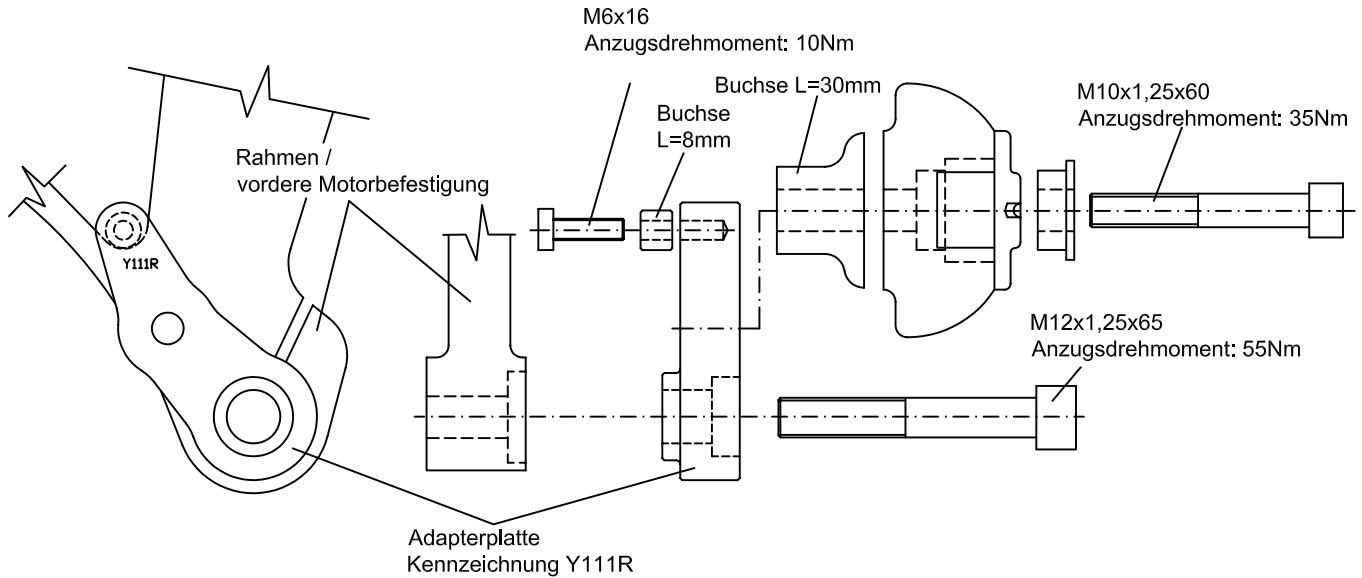 M6x16
Anzugsdrehmoment: 10Nm
Buchse L=30mm
Buchse
L=8mm
M10x1,25x60
Anzugsdrehmoment: 35Nm
Rahmen /
vordere Motorbefestigung
Y111R
M12x1,25x65
Anzugsdrehmoment: 55Nm
Adapterplatte
Kennzeichnung Y111R